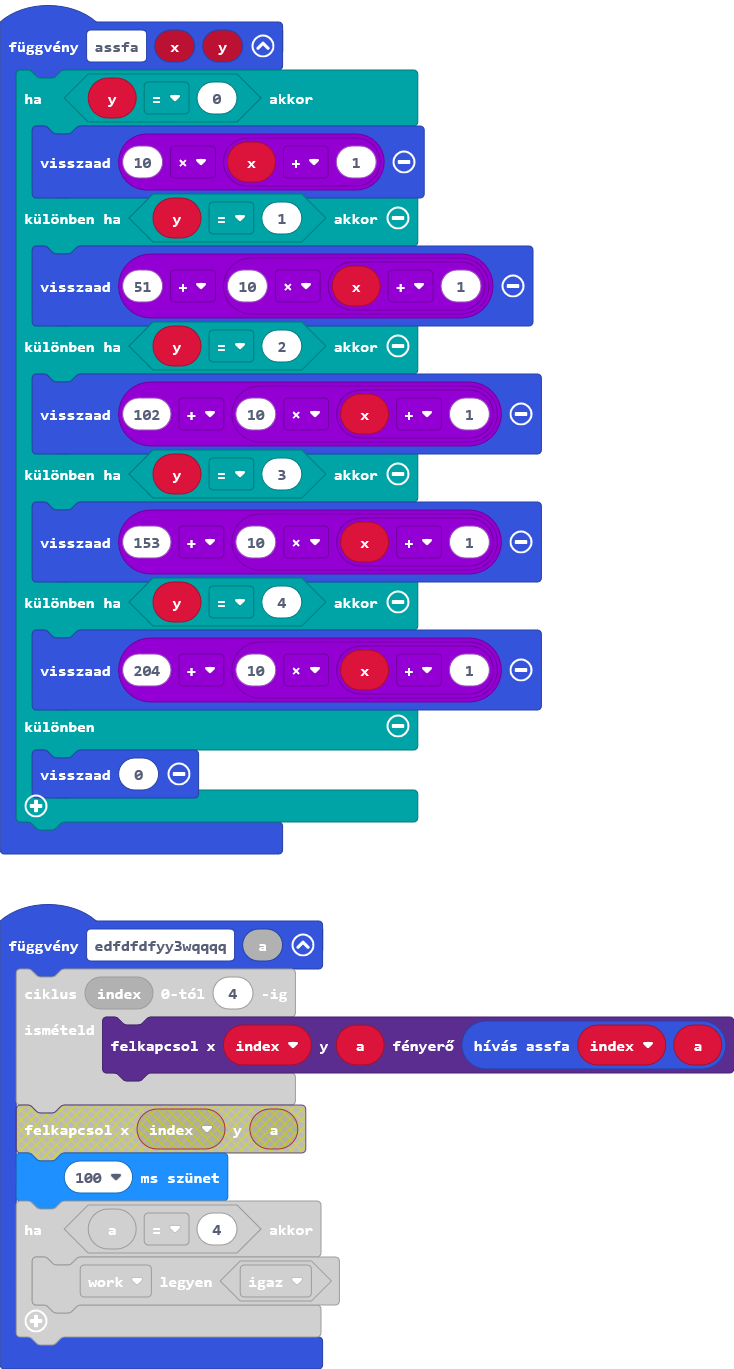 függvény assfa x y
ha y = 0 akkor
visszaad 10 × x + 1
különben ha y = 1 akkor
visszaad 51 + 10 × x + 1
különben ha y = 2 akkor
visszaad 102 + 10 × x + 1
különben ha y = 3 akkor
visszaad 153 + 10 × x + 1
különben ha y = 4 akkor
visszaad 204 + 10 × x + 1
különben
visszaad 0
függvény edfdfdfyy3wqqqq a
ciklus index 0-tól 4 -ig
ismételd
felkapcsol x index y a fényerő hívás assfa index a
felkapcsol x index y a
100 ms szünet
ha a = 4 akkor
work legyen igaz